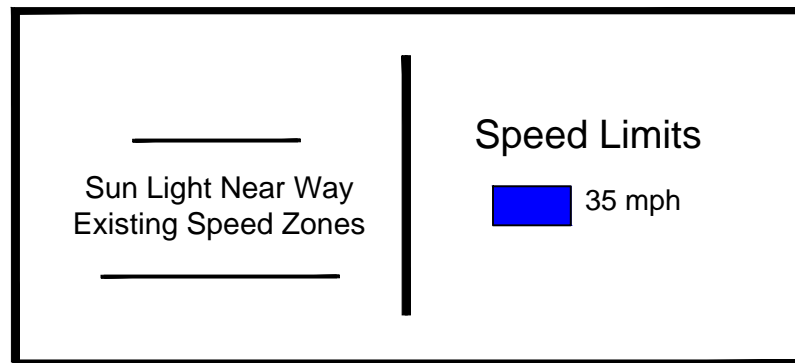 Sun Light Near Way
Existing Speed Zones
Speed Limits
35 mph